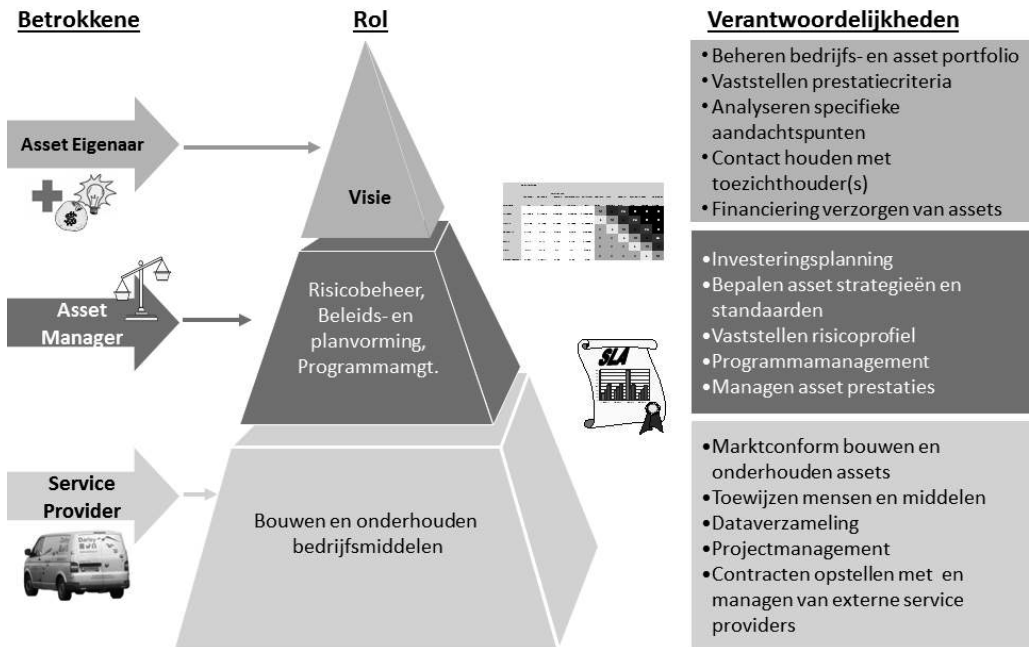 Betrokkene
Rol
Verantwoordelijkheden
Asset Eigenaar
Visie
• Beheren bedrijfs- en asset portfolio
• Vaststellen prestatiecriteria
• Analyseren specifieke
aandachtspunten
• Contact houden met
toezichthouder(s)
• Financiering verzorgen van assets
Asset
Manager
Risicobeheer,
Beleids- en
planvorming,
Programmamgt.
SLA
•Investeringsplanning
•Bepalen asset strategieën en
standaarden
•Vaststellen risicoprofiel
•Programmamanagement
•Managen asset prestaties
Service
Provider
Bouwen en onderhouden
bedrijfsmiddelen
•Marktconform bouwen en
onderhouden assets
•Toewijzen mensen en middelen
•Dataverzameling
•Projectmanagement
•Contracten opstellen met en
managen van externe service
providers